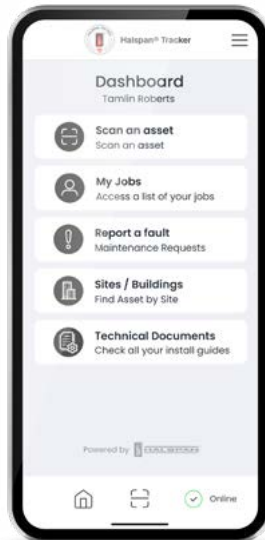 Halspan® Tracker
Dashboard
Tamlin Roberts
Scan an asset
Scan an asset
My Jobs
Access a list of your jobs
Report a fault
Maintenance Requests
Sites / Buildings
Find Asset by Site
Technical Documents
Check all your install guides
Powered by HALSPAN
Online